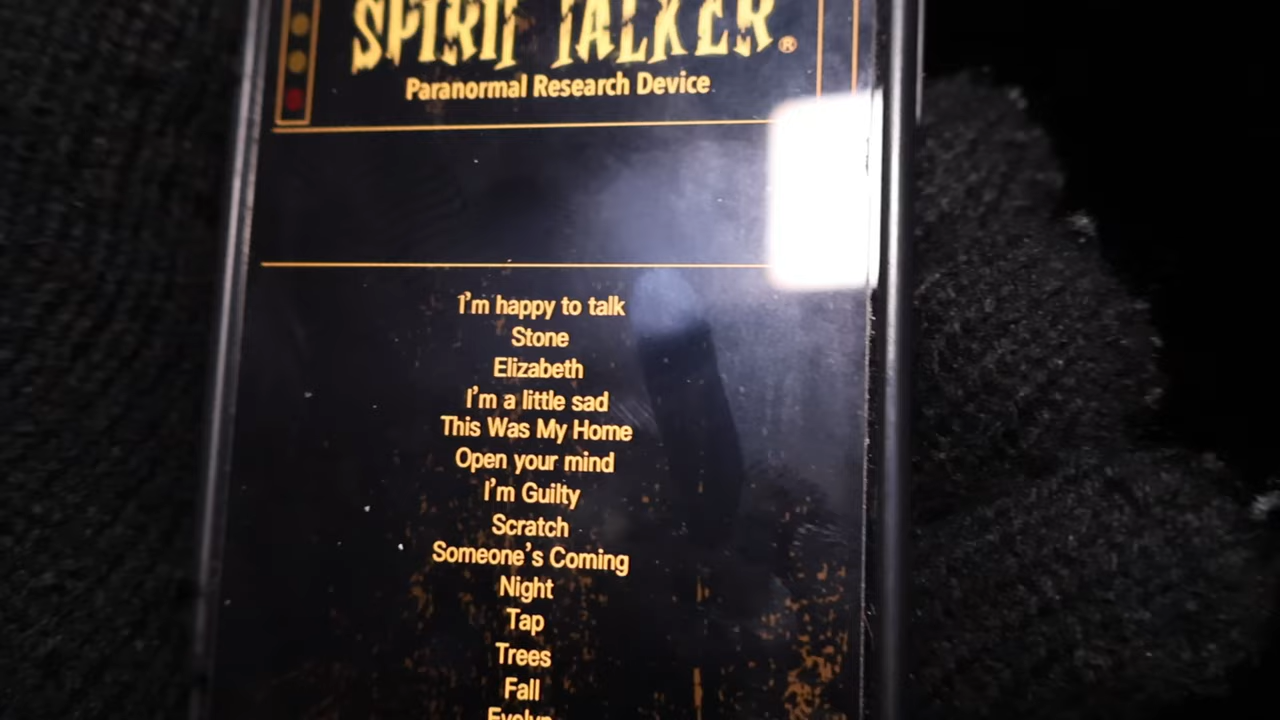 SPIRIT TALKER®
Paranormal Research Device
I'm happy to talk
Stone
Elizabeth
I'm a little sad
This Was My Home
Open your mind
I'm Guilty
Scratch
Someone's Coming
Night
Tap
Trees
Fall
Evelyn